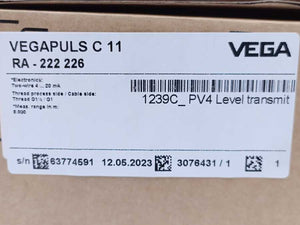 VEGAPULS C 11
VEGA
RA - 222 226
*Electronics:
Two-wire 4 ... 20 mA
Thread process side / Cable side:
Thread G1½ / G1
*Meas. range in m:
8.000
1239C_ PV4 Level transmit
s/n 63774591 12.05.2023 3076431 / 1 1